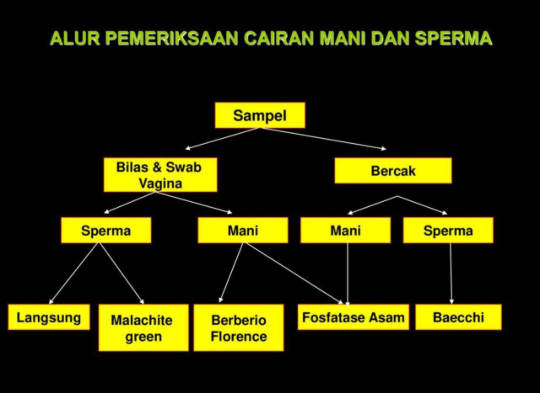 ALUR PEMERIKSAAN CAIRAN MANI DAN SPERMA
Sampel
Bilas & Swab
Vagina
Bercak
Sperma
Mani
Mani
Sperma
Langsung
Malachite
green
Berberio
Florence
Fosfatase Asam
Baecchi